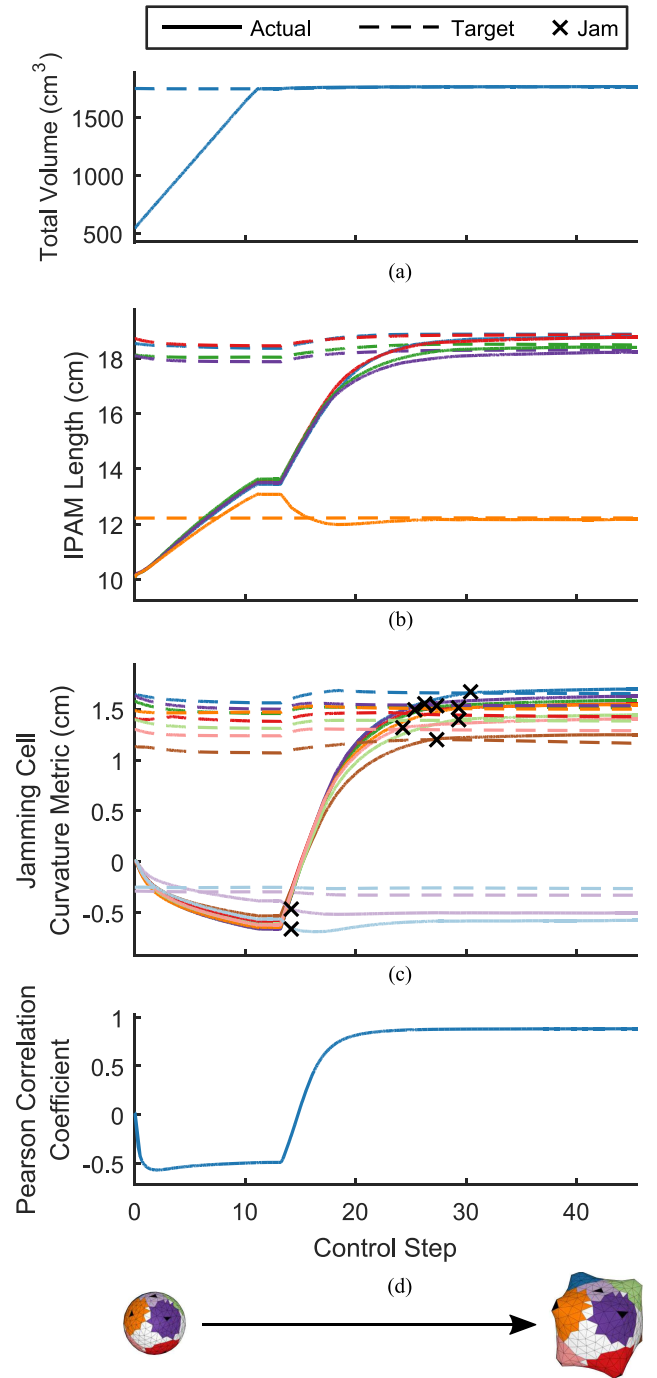 Actual Target Jam
Total Volume (cm³)
1500
1000
500
(a)
IPAM Length (cm)
18
16
14
12
10
(b)
Jamming Cell
Curvature Metric (cm)
1.5
1
0.5
0
-0.5
(c)
Pearson Correlation
Coefficient
1
0.5
0
-0.5
0 10 20 30 40
Control Step
(d)